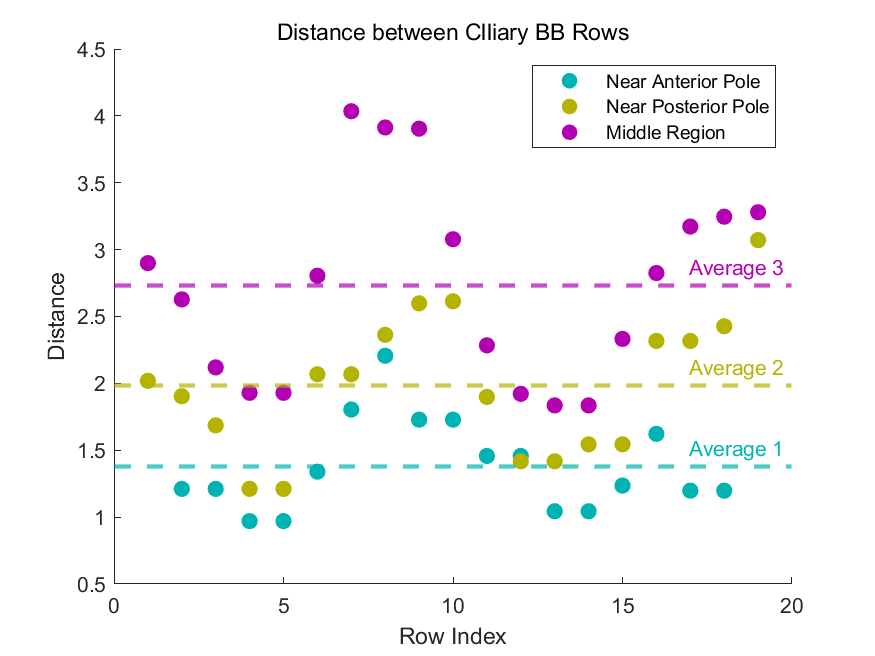 Distance between CIliary BB Rows
Near Anterior Pole
Near Posterior Pole
Middle Region
4.5
4
3.5
3
2.5
2
1.5
1
0.5
Distance
Average 3
Average 2
Average 1
0
5
10
15
20
Row Index